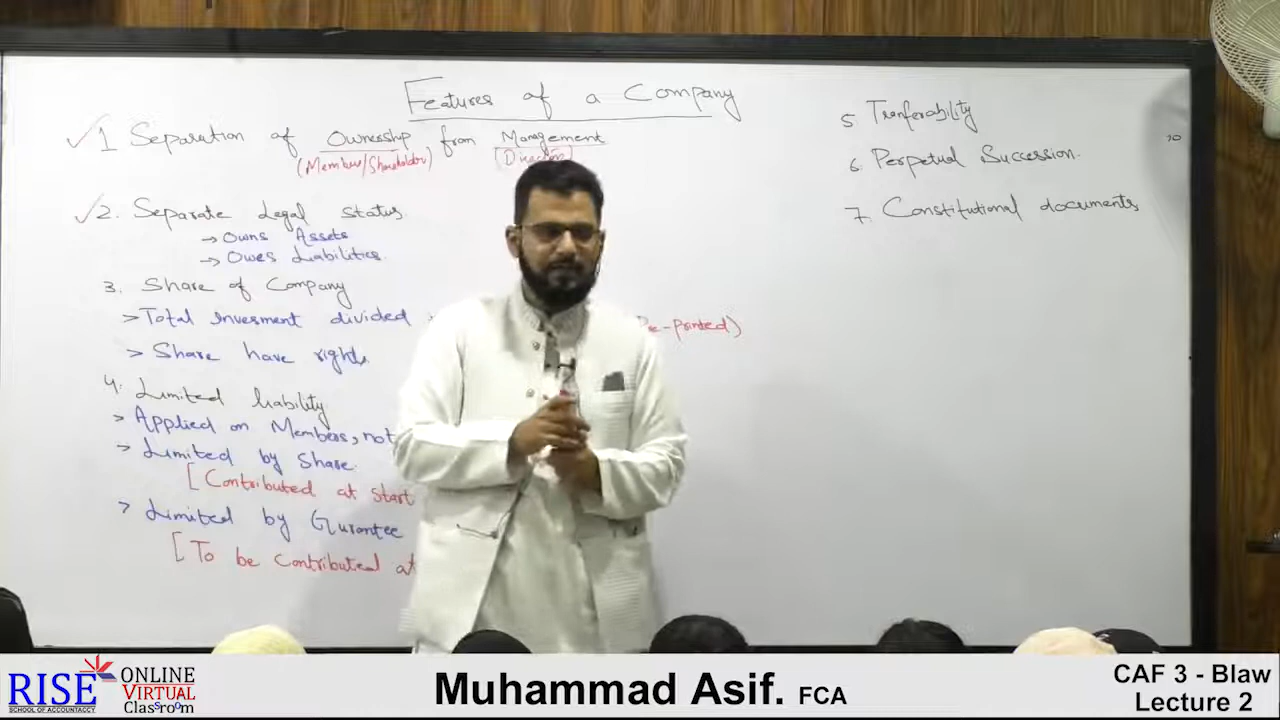 Features of a Company
✓1 Separation of Ownership from Management
(Member/Shareholder) (Director)
✓2. Separate Legal status
→ Owns Assets
→ Owes Liabilities
3. Share of Company
> Total Invesment divided
Pre-printed)
> Share have rights
4. Limited liability
> Applied on Members, not
> Limited by Share.
[Contributed at start
> Limited by Gurantee
[To be Contributed at
5 Tranferability
6. Perpetual Succession.
7. Constitutional documents
RISE
SCHOOL OF ACCOUNTANCY
ONLINE
VIRTUAL
Classroom
Muhammad Asif. FCA
CAF 3 - Blaw
Lecture 2